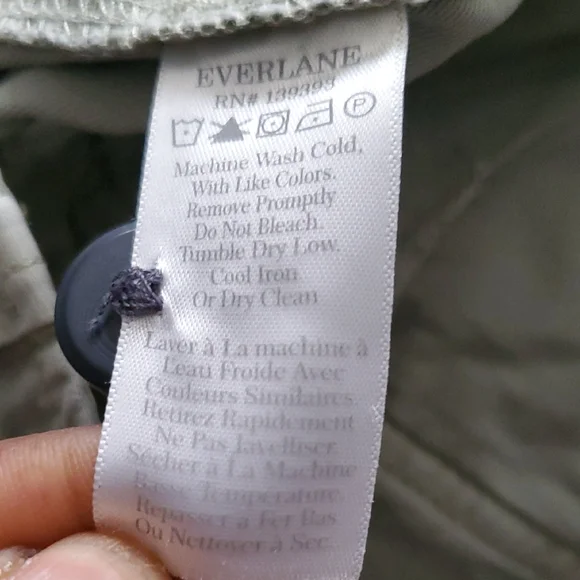 EVERLANE
RN# 139393
P
Machine Wash Cold,
With Like Colors.
Remove Promptly
Do Not Bleach.
Tumble Dry Low.
Cool Iron
Or Dry Clean
Laver à La machine à
L'eau Froide Avec
Couleurs Similaires
Retirez Rapidement
Ne Pas Javelliser.
Sécher à La Machine
Basse Température.
Repasser a Fer Bas
Ou Nettoyer a Sec.